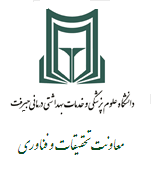 دانشگاه علوم پزشکی و خدمات بهداشتی درمانی جیرفت
معاونت تحقیقات و فناوری